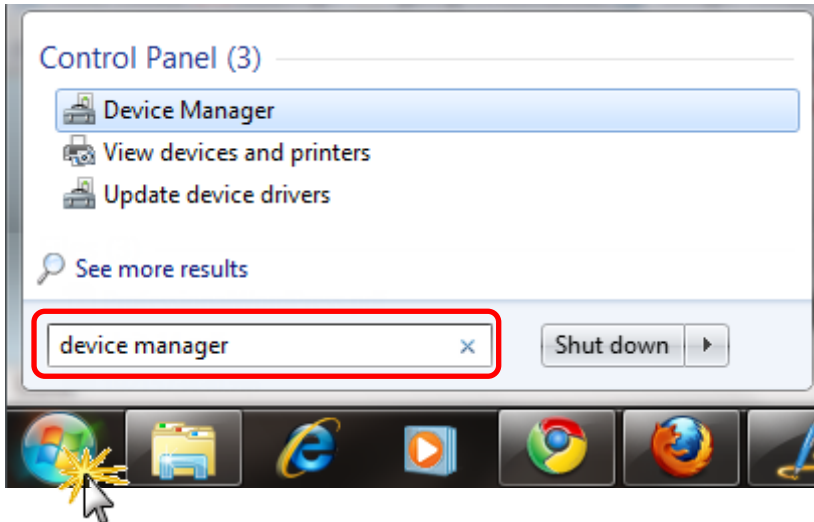 Control Panel (3)
Device Manager
View devices and printers
Update device drivers
See more results
device manager
Shut down